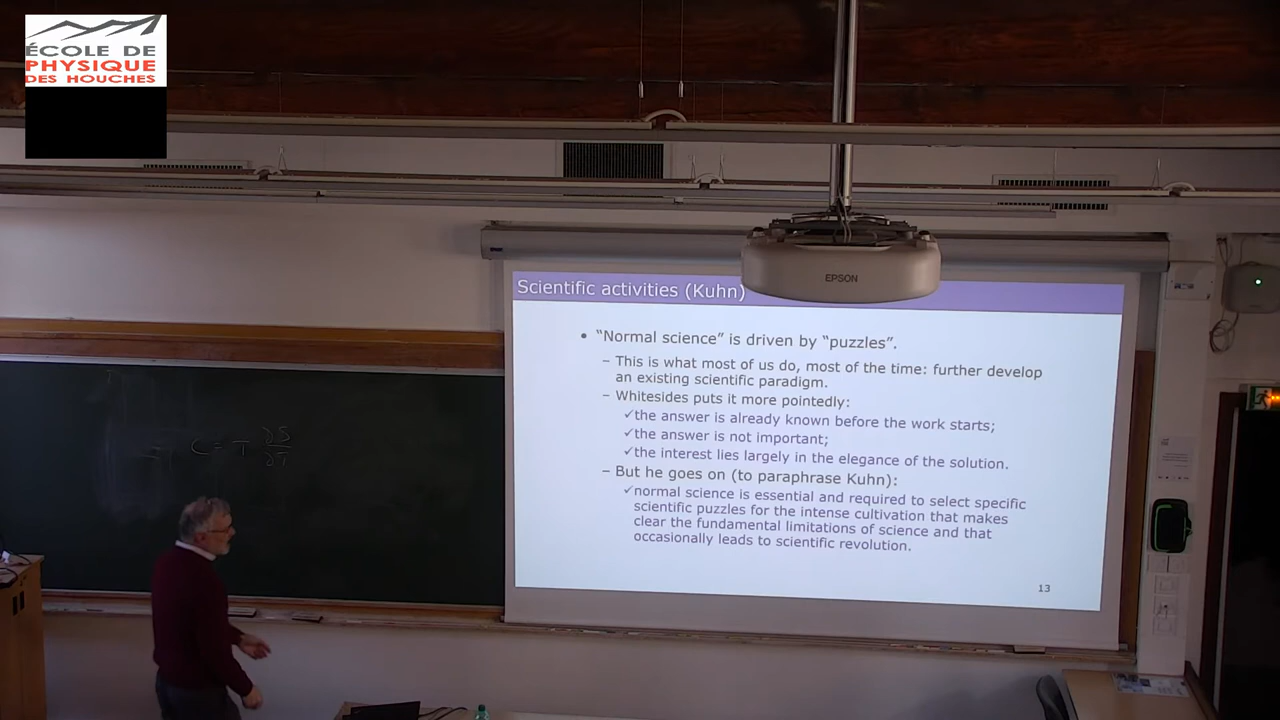 ÉCOLE DE
PHYSIQUE
DES HOUCHES
EPSON
Scientific activities (Kuhn)
• “Normal science” is driven by “puzzles”.
– This is what most of us do, most of the time: further develop
an existing scientific paradigm.
– Whitesides puts it more pointedly:
✓the answer is already known before the work starts;
✓the answer is not important;
✓the interest lies largely in the elegance of the solution.
– But he goes on (to paraphrase Kuhn):
✓normal science is essential and required to select specific
scientific puzzles for the intense cultivation that makes
clear the fundamental limitations of science and that
occasionally leads to scientific revolution.
13
C = T ∂S/∂T